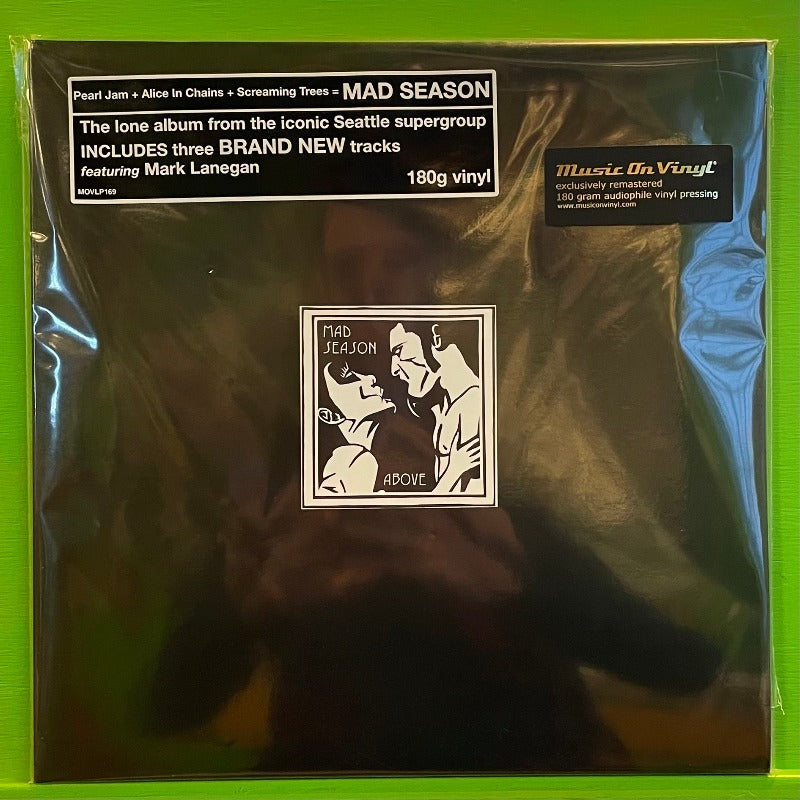 Pearl Jam + Alice In Chains + Screaming Trees = MAD SEASON
The lone album from the iconic Seattle supergroup
INCLUDES three BRAND NEW tracks
featuring Mark Lanegan
180g vinyl
MOVLP169
Music On Vinyl
exclusively remastered
180 gram audiophile vinyl pressing
www.musiconvinyl.com
MAD
SEASON
ABOVE